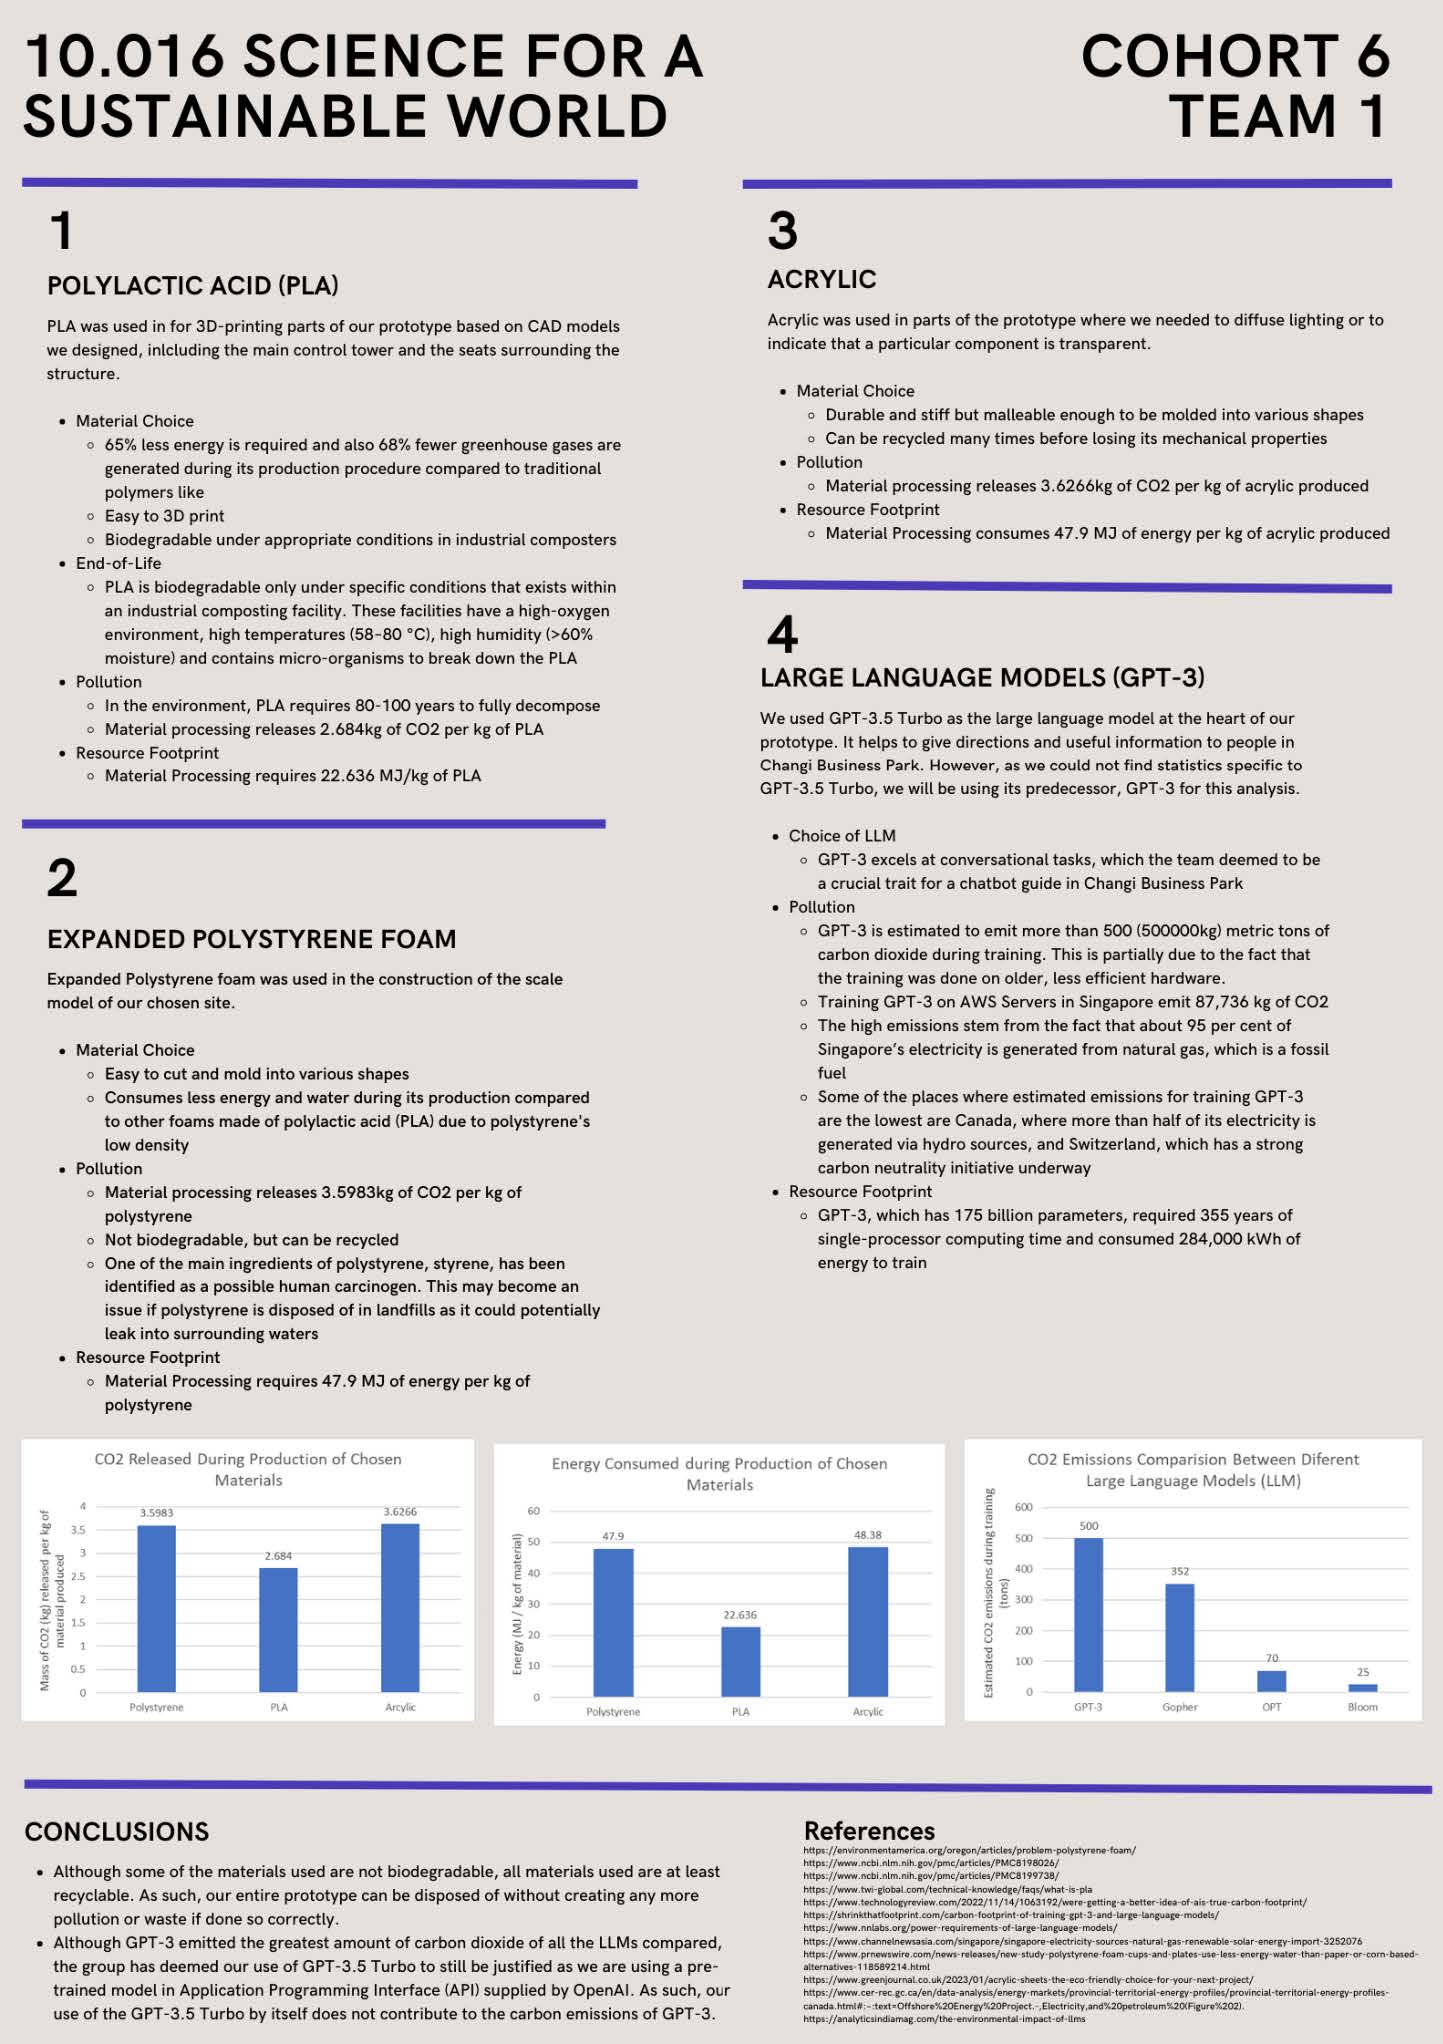 10.016 SCIENCE FOR A
SUSTAINABLE WORLD
COHORT 6
TEAM 1
1
POLYLACTIC ACID (PLA)
PLA was used in for 3D-printing parts of our prototype based on CAD models
we designed, inlcluding the main control tower and the seats surrounding the
structure.
• Material Choice
◦ 65% less energy is required and also 68% fewer greenhouse gases are
generated during its production procedure compared to traditional
polymers like
◦ Easy to 3D print
◦ Biodegradable under appropriate conditions in industrial composters
• End-of-Life
◦ PLA is biodegradable only under specific conditions that exists within
an industrial composting facility. These facilities have a high-oxygen
environment, high temperatures (58–80 °C), high humidity (>60%
moisture) and contains micro-organisms to break down the PLA
• Pollution
◦ In the environment, PLA requires 80-100 years to fully decompose
◦ Material processing releases 2.684kg of CO2 per kg of PLA
• Resource Footprint
◦ Material Processing requires 22.636 MJ/kg of PLA
2
EXPANDED POLYSTYRENE FOAM
Expanded Polystyrene foam was used in the construction of the scale
model of our chosen site.
• Material Choice
◦ Easy to cut and mold into various shapes
◦ Consumes less energy and water during its production compared
to other foams made of polylactic acid (PLA) due to polystyrene's
low density
• Pollution
◦ Material processing releases 3.5983kg of CO2 per kg of
polystyrene
◦ Not biodegradable, but can be recycled
◦ One of the main ingredients of polystyrene, styrene, has been
identified as a possible human carcinogen. This may become an
issue if polystyrene is disposed of in landfills as it could potentially
leak into surrounding waters
• Resource Footprint
◦ Material Processing requires 47.9 MJ of energy per kg of
polystyrene
3
ACRYLIC
Acrylic was used in parts of the prototype where we needed to diffuse lighting or to
indicate that a particular component is transparent.
• Material Choice
◦ Durable and stiff but malleable enough to be molded into various shapes
◦ Can be recycled many times before losing its mechanical properties
• Pollution
◦ Material processing releases 3.6266kg of CO2 per kg of acrylic produced
• Resource Footprint
◦ Material Processing consumes 47.9 MJ of energy per kg of acrylic produced
4
LARGE LANGUAGE MODELS (GPT-3)
We used GPT-3.5 Turbo as the large language model at the heart of our
prototype. It helps to give directions and useful information to people in
Changi Business Park. However, as we could not find statistics specific to
GPT-3.5 Turbo, we will be using its predecessor, GPT-3 for this analysis.
• Choice of LLM
◦ GPT-3 excels at conversational tasks, which the team deemed to be
a crucial trait for a chatbot guide in Changi Business Park
• Pollution
◦ GPT-3 is estimated to emit more than 500 (500000kg) metric tons of
carbon dioxide during training. This is partially due to the fact that
the training was done on older, less efficient hardware.
◦ Training GPT-3 on AWS Servers in Singapore emit 87,736 kg of CO2
◦ The high emissions stem from the fact that about 95 per cent of
Singapore's electricity is generated from natural gas, which is a fossil
fuel
◦ Some of the places where estimated emissions for training GPT-3
are the lowest are Canada, where more than half of its electricity is
generated via hydro sources, and Switzerland, which has a strong
carbon neutrality initiative underway
• Resource Footprint
◦ GPT-3, which has 175 billion parameters, required 355 years of
single-processor computing time and consumed 284,000 kWh of
energy to train
CO2 Released During Production of Chosen
Materials
Mass of CO2 (kg) released per kg of
material produced
4
3.5
3
2.5
2
1.5
1
0.5
0
3.5983
2.684
3.6266
Polystyrene
PLA
Arcylic
Energy Consumed during Production of Chosen
Materials
Energy (MJ / kg of material)
60
50
40
30
20
10
0
47.9
22.636
48.38
Polystyrene
PLA
Arcylic
CO2 Emissions Comparision Between Diferent
Large Language Models (LLM)
Estimated CO2 emissions during training
(tons)
600
500
400
300
200
100
0
500
352
70
25
GPT-3
Gopher
OPT
Bloom
CONCLUSIONS
• Although some of the materials used are not biodegradable, all materials used are at least
recyclable. As such, our entire prototype can be disposed of without creating any more
pollution or waste if done so correctly.
• Although GPT-3 emitted the greatest amount of carbon dioxide of all the LLMs compared,
the group has deemed our use of GPT-3.5 Turbo to still be justified as we are using a pre-
trained model in Application Programming Interface (API) supplied by OpenAI. As such, our
use of the GPT-3.5 Turbo by itself does not contribute to the carbon emissions of GPT-3.
References
https://environmentamerica.org/oregon/articles/problem-polystyrene-foam/
https://www.ncbi.nlm.nih.gov/pmc/articles/PMC8198026/
https://www.ncbi.nlm.nih.gov/pmc/articles/PMC8199738/
https://www.twi-global.com/technical-knowledge/faqs/what-is-pla
https://www.technologyreview.com/2022/11/14/1063192/were-getting-a-better-idea-of-ais-true-carbon-footprint/
https://shrinkthatfootprint.com/carbon-footprint-of-training-gpt-3-and-large-language-models/
https://www.nnlabs.org/power-requirements-of-large-language-models/
https://www.channelnewsasia.com/singapore/singapore-electricity-sources-natural-gas-renewable-solar-energy-import-3252076
https://www.prnewswire.com/news-releases/new-study-polystyrene-foam-cups-and-plates-use-less-energy-water-than-paper-or-corn-based-
alternatives-118589214.html
https://www.greenjournal.co.uk/2023/01/acrylic-sheets-the-eco-friendly-choice-for-your-next-project/
https://www.cer-rec.gc.ca/en/data-analysis/energy-markets/provincial-territorial-energy-profiles/provincial-territorial-energy-profiles-
canada.html#:~:text=Offshore%20Energy%20Project.-,Electricity,and%20petroleum%20(Figure%202).
https://analyticsindiamag.com/the-environmental-impact-of-llms